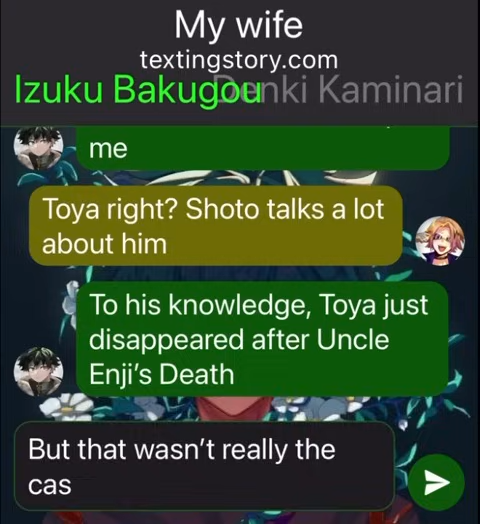 My wife
textingstory.com
Izuku Bakugou Denki Kaminari
me
Toya right? Shoto talks a lot
about him
To his knowledge, Toya just
disappeared after Uncle
Enji's Death
But that wasn't really the
cas